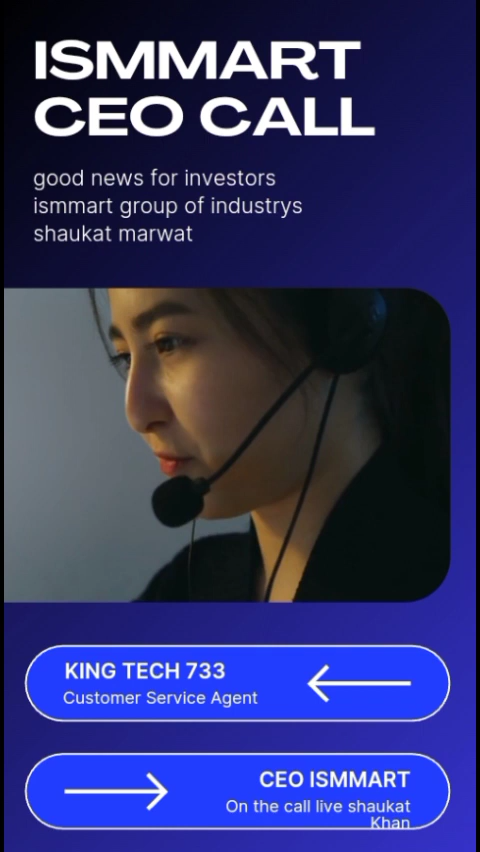 ISMMART
CEO CALL
good news for investors
ismmart group of industrys
shaukat marwat
KING TECH 733
Customer Service Agent
CEO ISMMART
On the call live shaukat
Khan